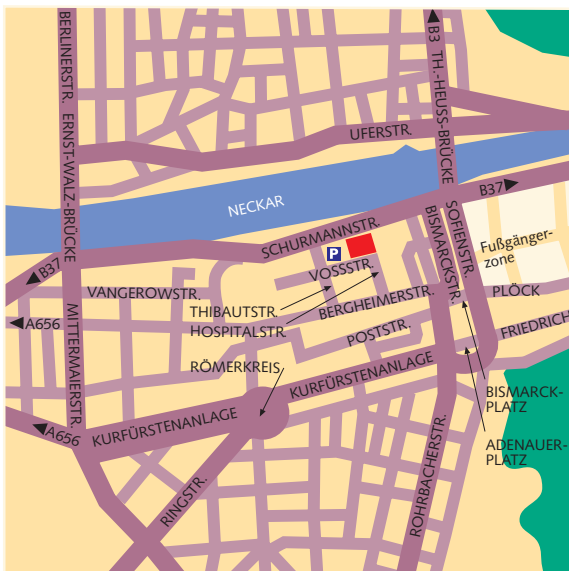 BERLINERSTR.
ERNST-WALZ-BRÜCKE
B3
TH.-HEUSS-BRÜCKE
UFERSTR.
NECKAR
B37
SCHURMANNSTR.
BISMARCKSTR.
SOFIENSTR.
Fußgänger-
zone
P
VOSSSTR.
B37
VANGEROWSTR.
THIBAUTSTR.
HOSPITALSTR.
BERGHEIMERSTR.
PLÖCK
A656
MITTERMAIERSTR.
POSTSTR.
FRIEDRICH
RÖMERKREIS
KURFÜRSTENANLAGE
BISMARCK-
PLATZ
KURFÜRSTENANLAGE
A656
ADENAUER-
PLATZ
RINGSTR.
ROHRBACHERSTR.